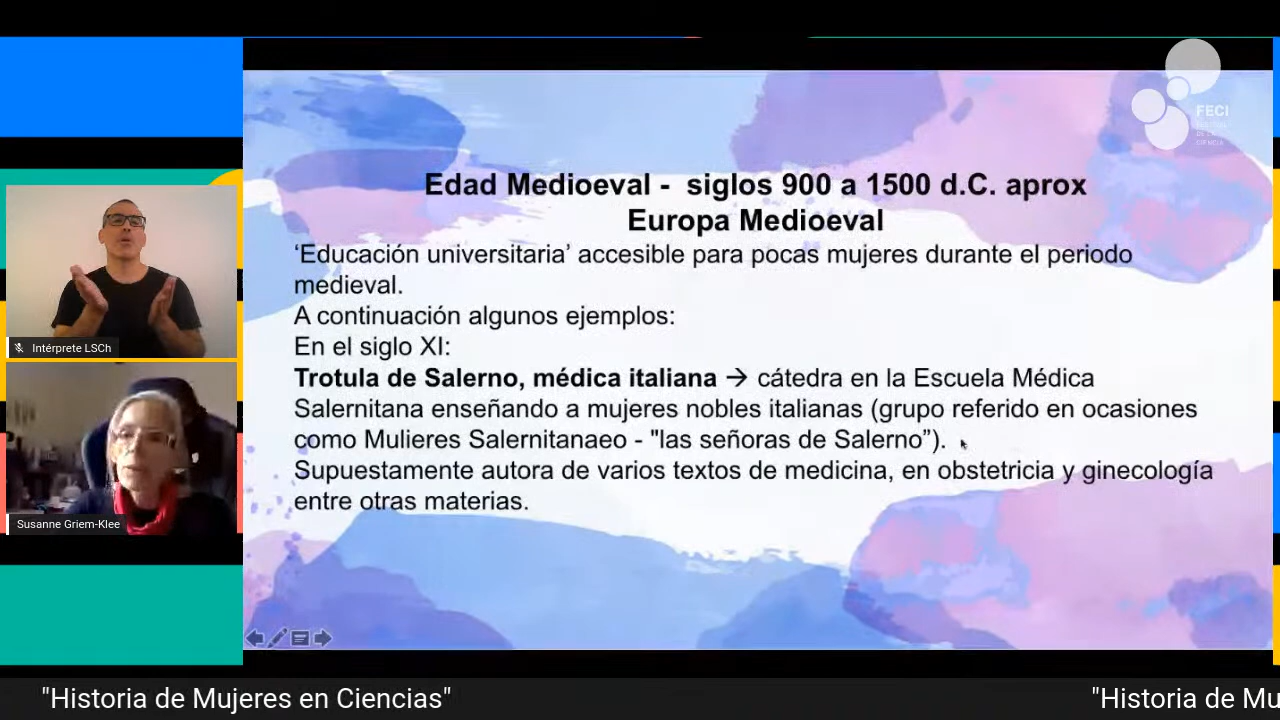 FECI
FESTIVAL
DE LA
CIENCIA
Edad Medioeval -  siglos 900 a 1500 d.C. aprox
Europa Medioeval
‘Educación universitaria’ accesible para pocas mujeres durante el periodo
medieval.
A continuación algunos ejemplos:
En el siglo XI:
Trotula de Salerno, médica italiana → cátedra en la Escuela Médica
Salernitana enseñando a mujeres nobles italianas (grupo referido en ocasiones
como Mulieres Salernitanaeo - "las señoras de Salerno”).
Supuestamente autora de varios textos de medicina, en obstetricia y ginecología
entre otras materias.
Intérprete LSCh
Susanne Griem-Klee
"Historia de Mujeres en Ciencias"
"Historia de Mu